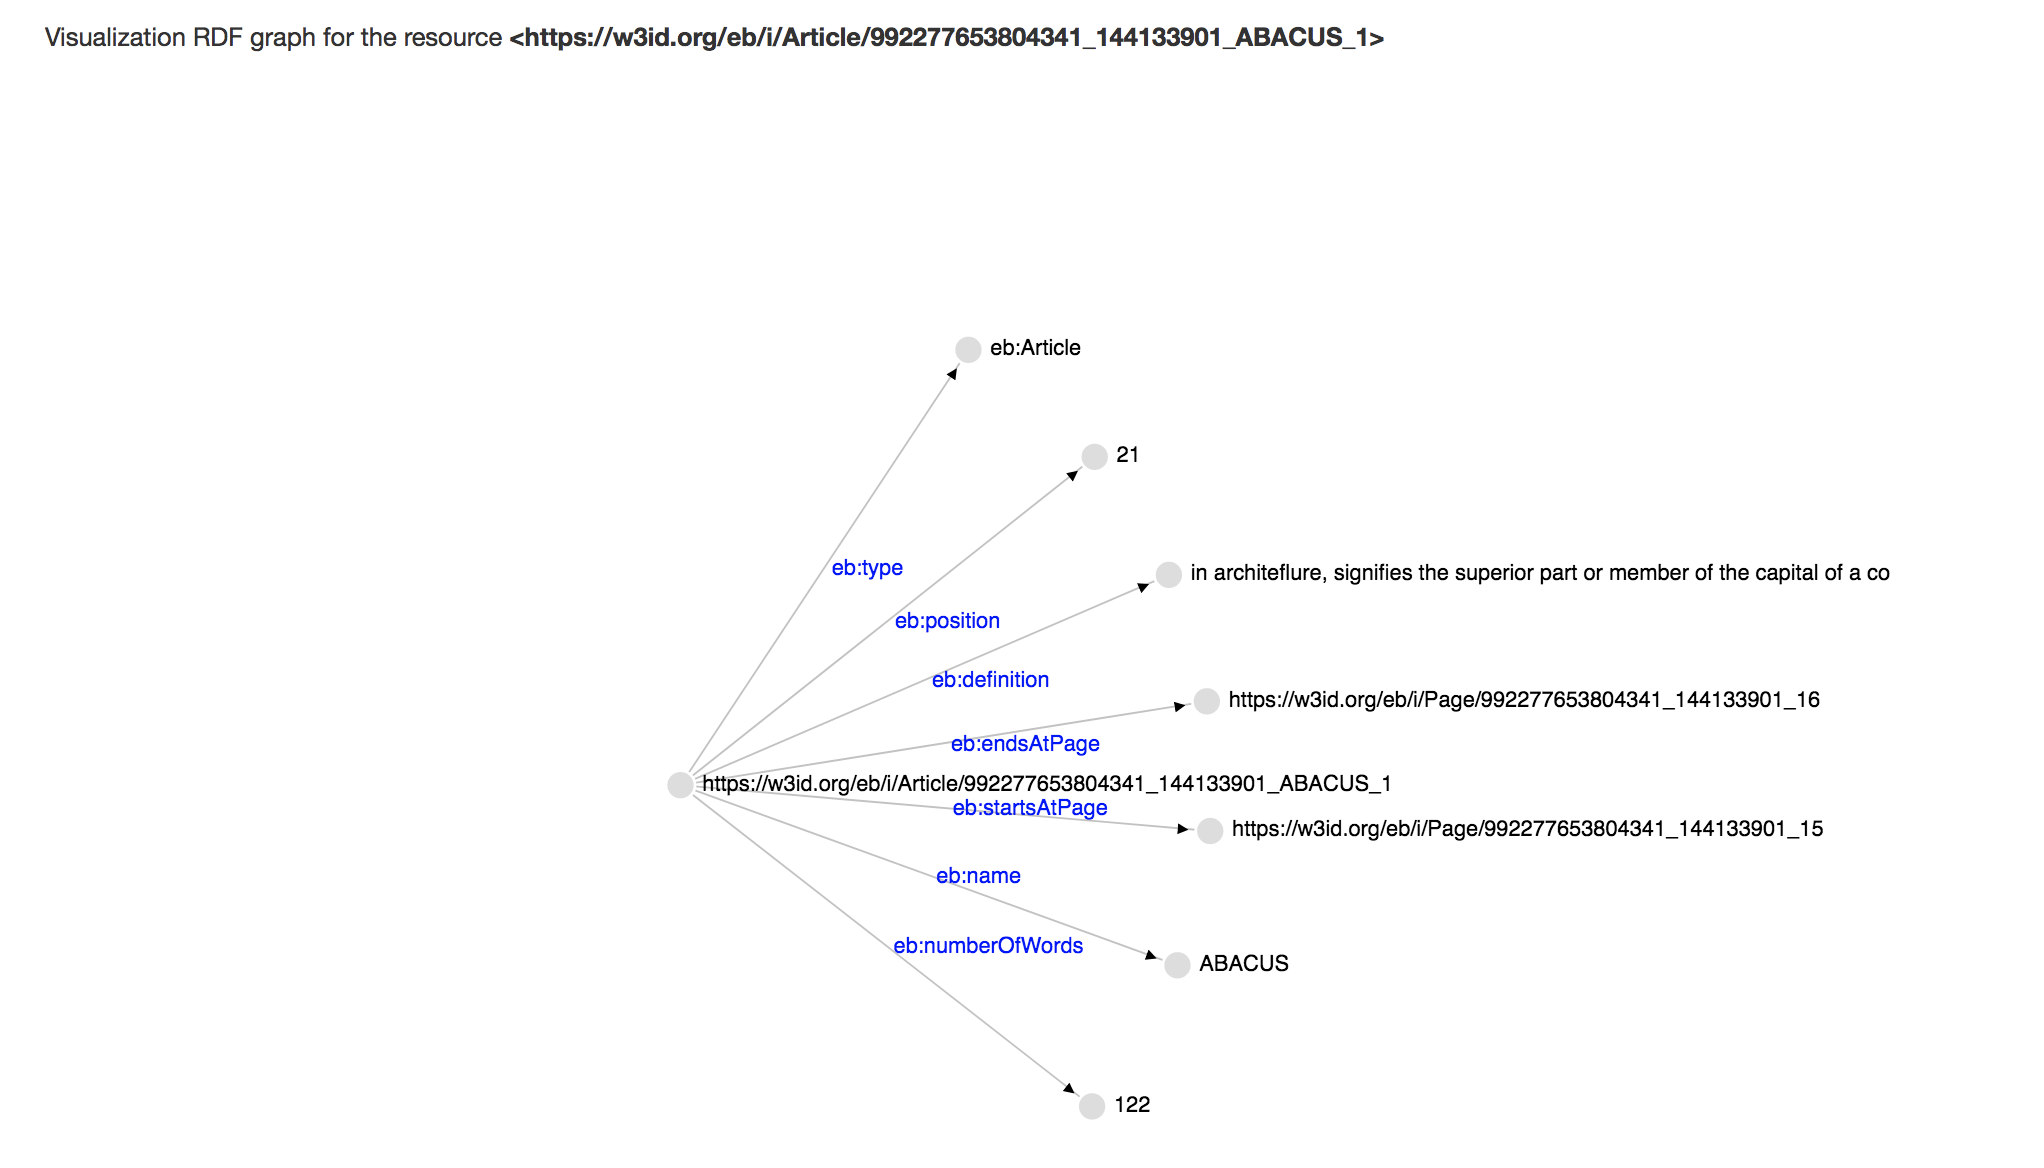 Visualization RDF graph for the resource <https://w3id.org/eb/i/Article/992277653804341_144133901_ABACUS_1>
eb:Article
21
eb:type
in architeflure, signifies the superior part or member of the capital of a co
eb:position
eb:definition
https://w3id.org/eb/i/Page/992277653804341_144133901_16
eb:endsAtPage
https://w3id.org/eb/i/Article/992277653804341_144133901_ABACUS_1
eb:startsAtPage
https://w3id.org/eb/i/Page/992277653804341_144133901_15
eb:name
eb:numberOfWords
ABACUS
122